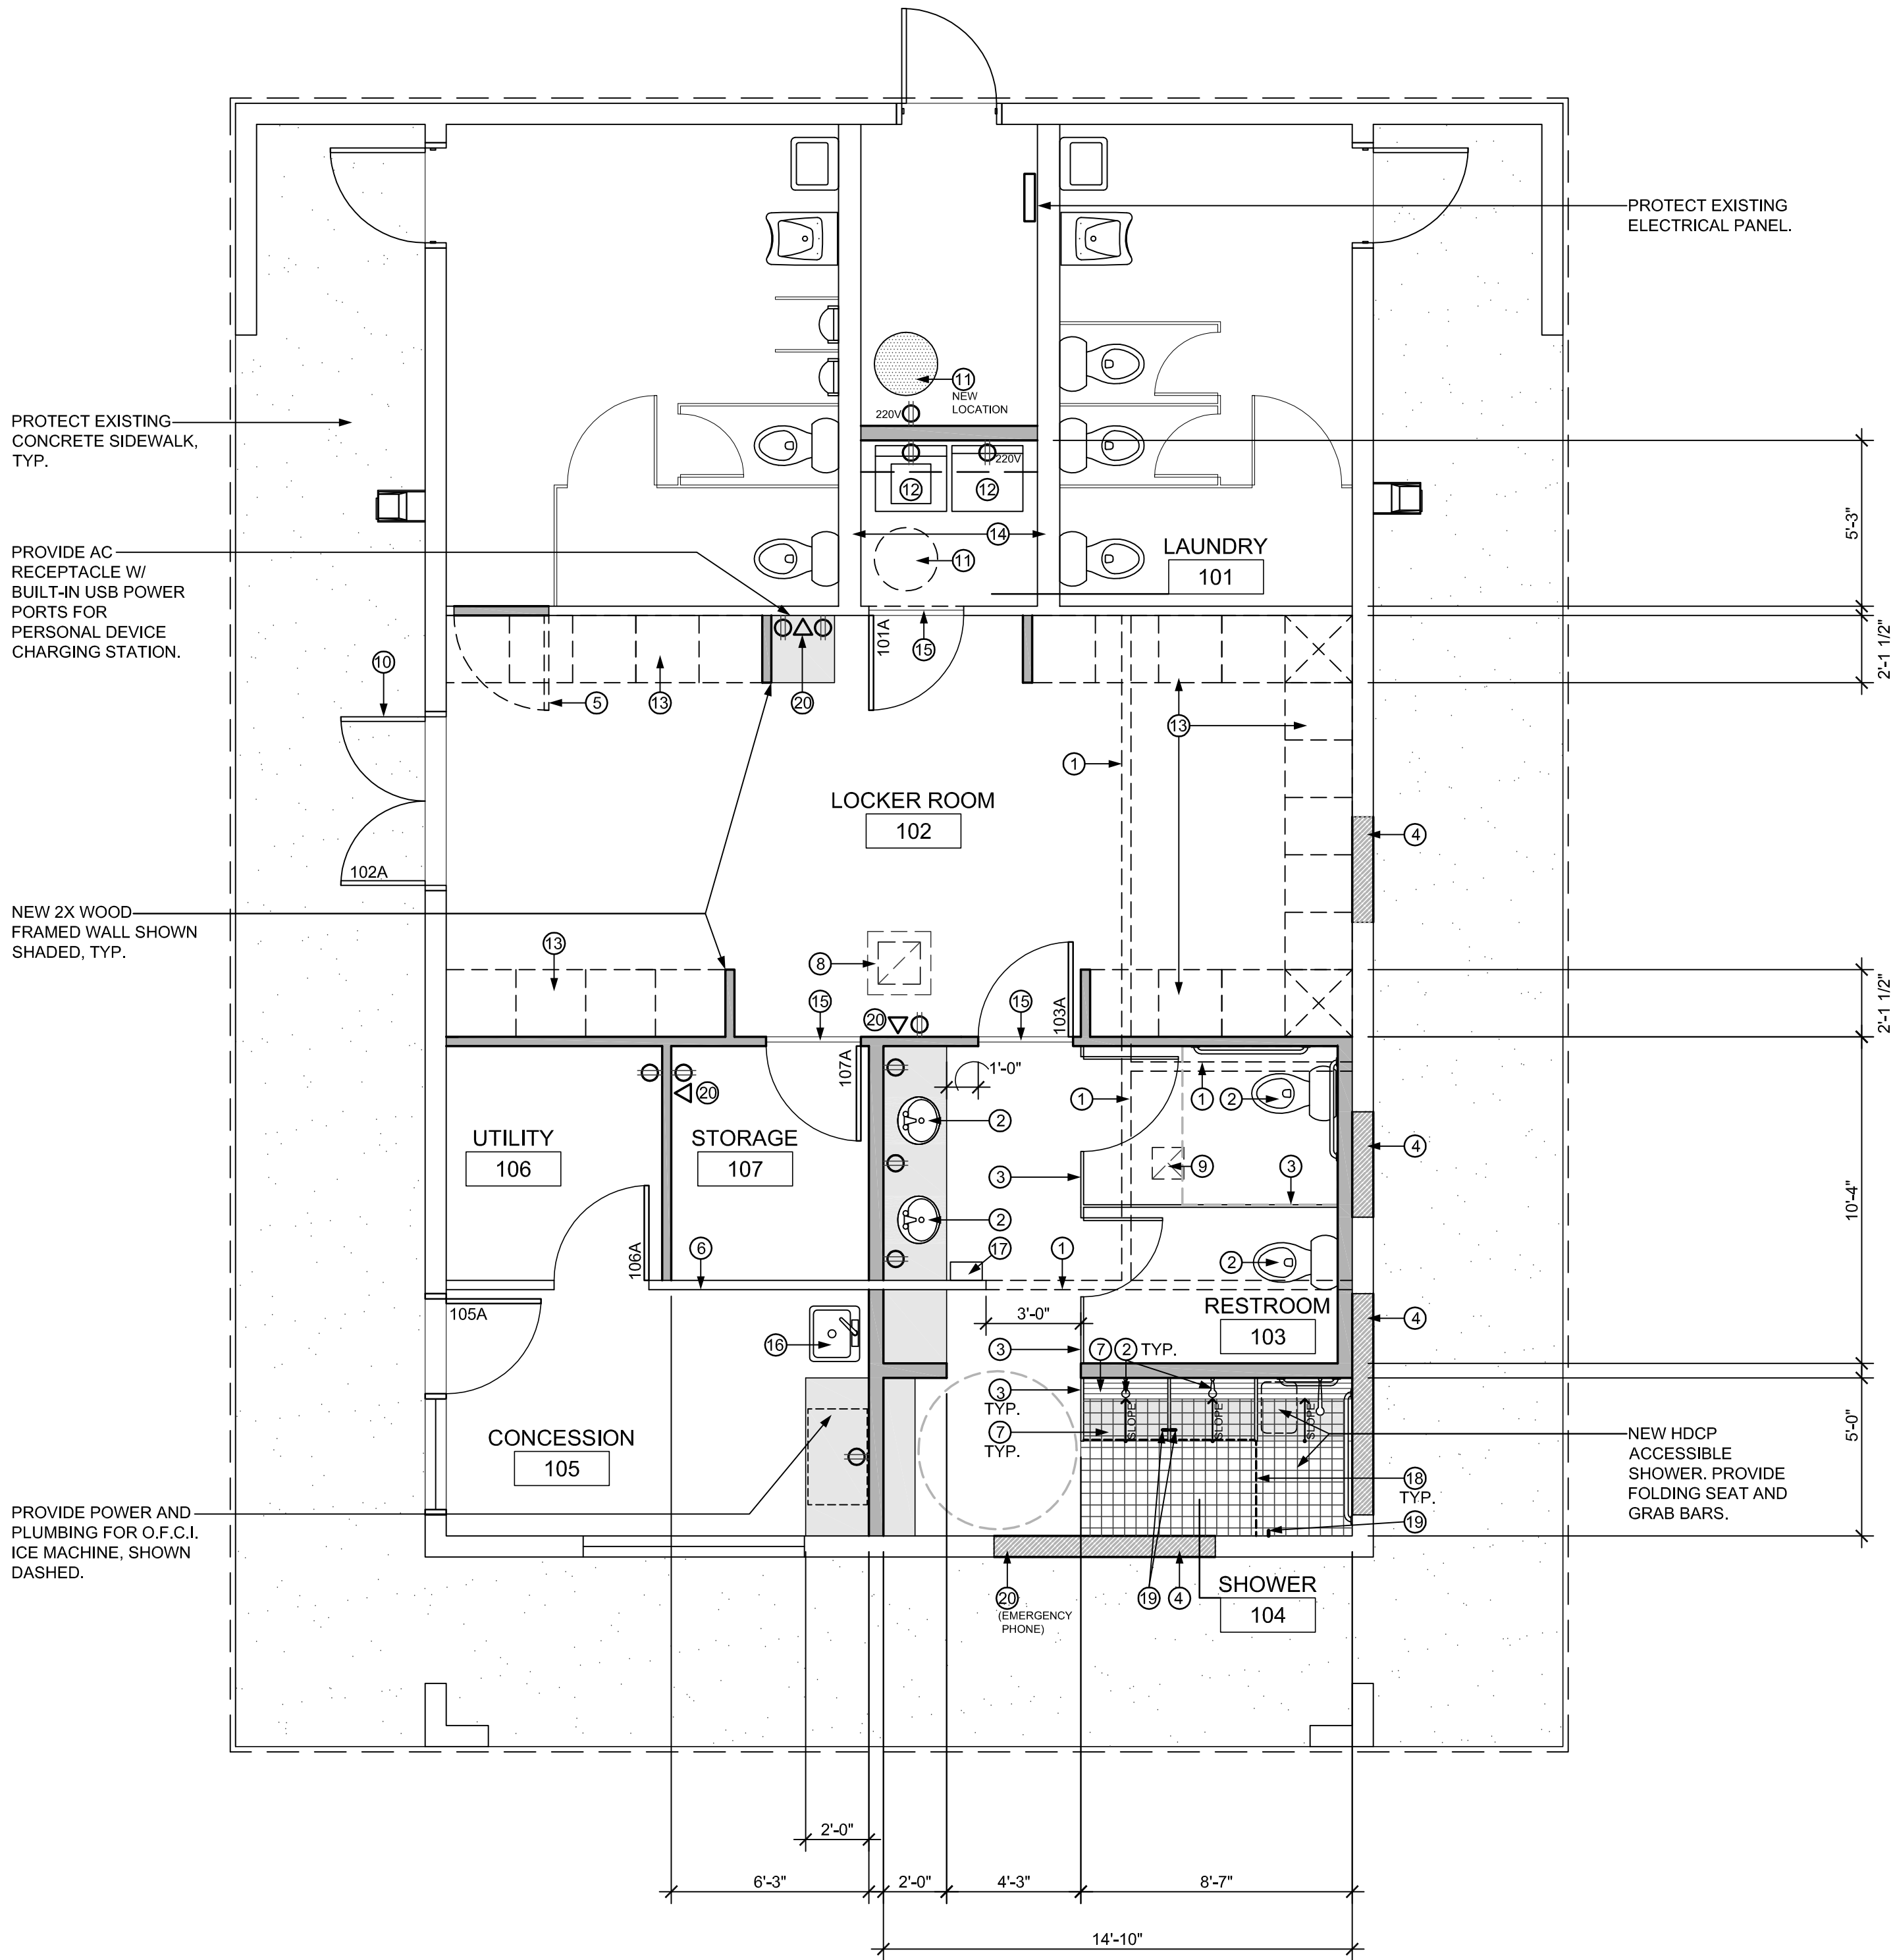 PROTECT EXISTING
ELECTRICAL PANEL.
11
NEW
LOCATION
220V
PROTECT EXISTING
CONCRETE SIDEWALK,
TYP.
220V
12
12
5'-3"
14
PROVIDE AC
RECEPTACLE W/
BUILT-IN USB POWER
PORTS FOR
PERSONAL DEVICE
CHARGING STATION.
LAUNDRY
101
11
101A
15
2'-1 1/2"
10
5
13
20
13
1
LOCKER ROOM
102
4
102A
NEW 2X WOOD
FRAMED WALL SHOWN
SHADED, TYP.
13
8
15
15
103A
20
2'-1 1/2"
107A
1'-0"
20
1
1
2
2
UTILITY
106
STORAGE
107
4
3
9
3
10'-4"
2
106A
6
17
1
2
105A
3'-0"
RESTROOM
103
4
16
3
7
2 TYP.
3
TYP.
7
TYP.
SLOPE
SLOPE
SLOPE
CONCESSION
105
NEW HDCP
ACCESSIBLE
SHOWER. PROVIDE
FOLDING SEAT AND
GRAB BARS.
5'-0"
18
TYP.
19
PROVIDE POWER AND
PLUMBING FOR O.F.C.I.
ICE MACHINE, SHOWN
DASHED.
20
(EMERGENCY
PHONE)
19
4
SHOWER
104
2'-0"
6'-3"
2'-0"
4'-3"
8'-7"
14'-10"